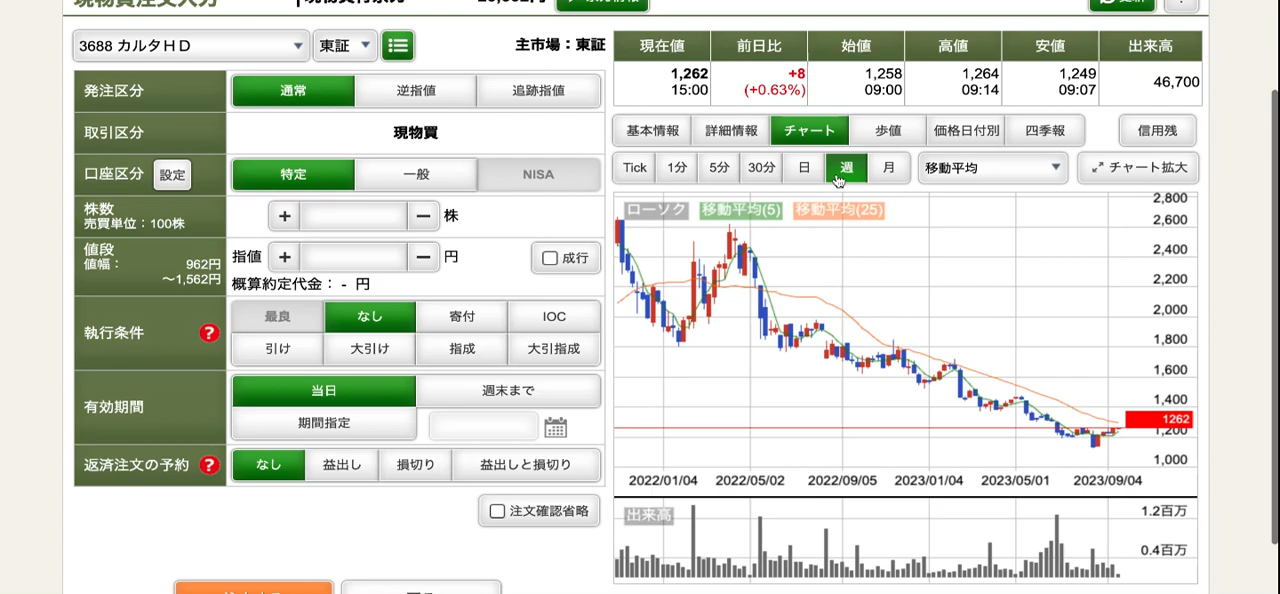 3688 カルタＨＤ
東証
主市場：東証
発注区分
通常
逆指値
追跡指値
取引区分
現物買
口座区分
設定
特定
一般
NISA
株数
売買単位：100株
+
−
株
値段
値幅：
962円
～1,562円
指値
+
−
円
成行
概算約定代金： - 円
執行条件
?
最良
なし
寄付
IOC
引け
大引け
指成
大引指成
有効期間
当日
週末まで
期間指定
返済注文の予約
?
なし
益出し
損切り
益出しと損切り
注文確認省略
現在値
前日比
始値
高値
安値
出来高
1,262
+8
1,258
1,264
1,249
46,700
15:00
(+0.63%)
09:00
09:14
09:07
基本情報
詳細情報
チャート
歩値
価格日付別
四季報
信用残
Tick
1分
5分
30分
日
週
月
移動平均
チャート拡大
ローソク
移動平均(5)
移動平均(25)
2,800
2,600
2,400
2,200
2,000
1,800
1,600
1,400
1262
1,200
1,000
2022/01/04
2022/05/02
2022/09/05
2023/01/04
2023/05/01
2023/09/04
出来高
1.2百万
0.4百万